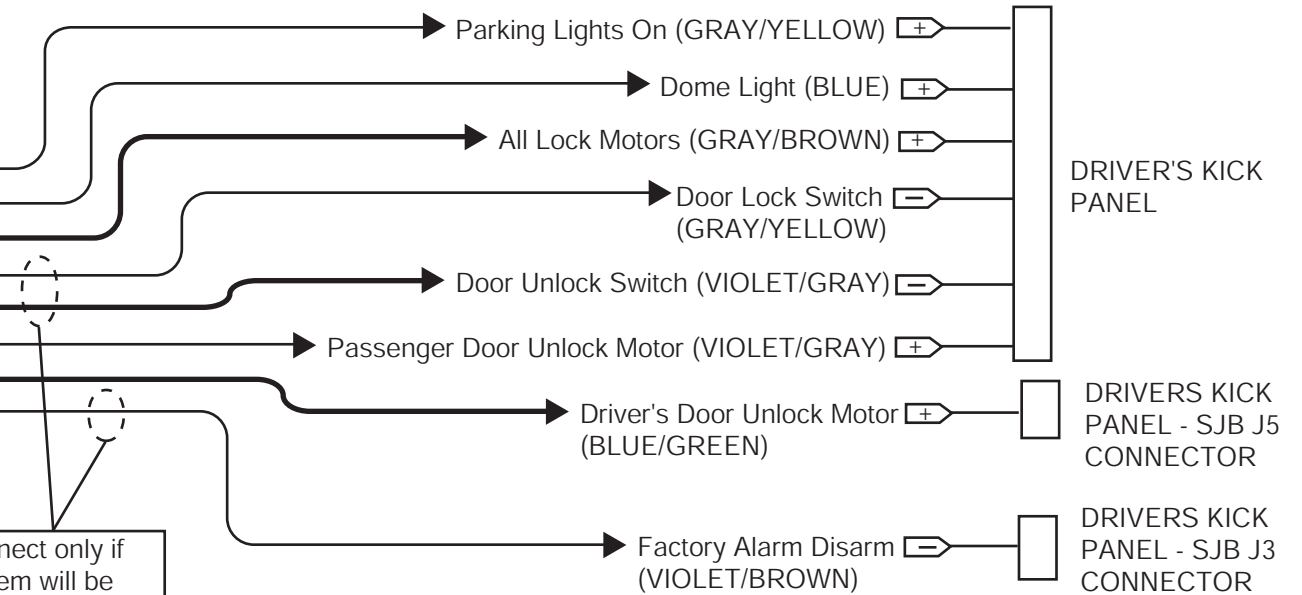 Parking Lights On (GRAY/YELLOW) +
Dome Light (BLUE) +
All Lock Motors (GRAY/BROWN) +
Door Lock Switch −
(GRAY/YELLOW)
Door Unlock Switch (VIOLET/GRAY) −
Passenger Door Unlock Motor (VIOLET/GRAY) +
DRIVER'S KICK
PANEL
Driver's Door Unlock Motor +
(BLUE/GREEN)
DRIVERS KICK
PANEL - SJB J5
CONNECTOR
Factory Alarm Disarm −
(VIOLET/BROWN)
DRIVERS KICK
PANEL - SJB J3
CONNECTOR
only if
will be